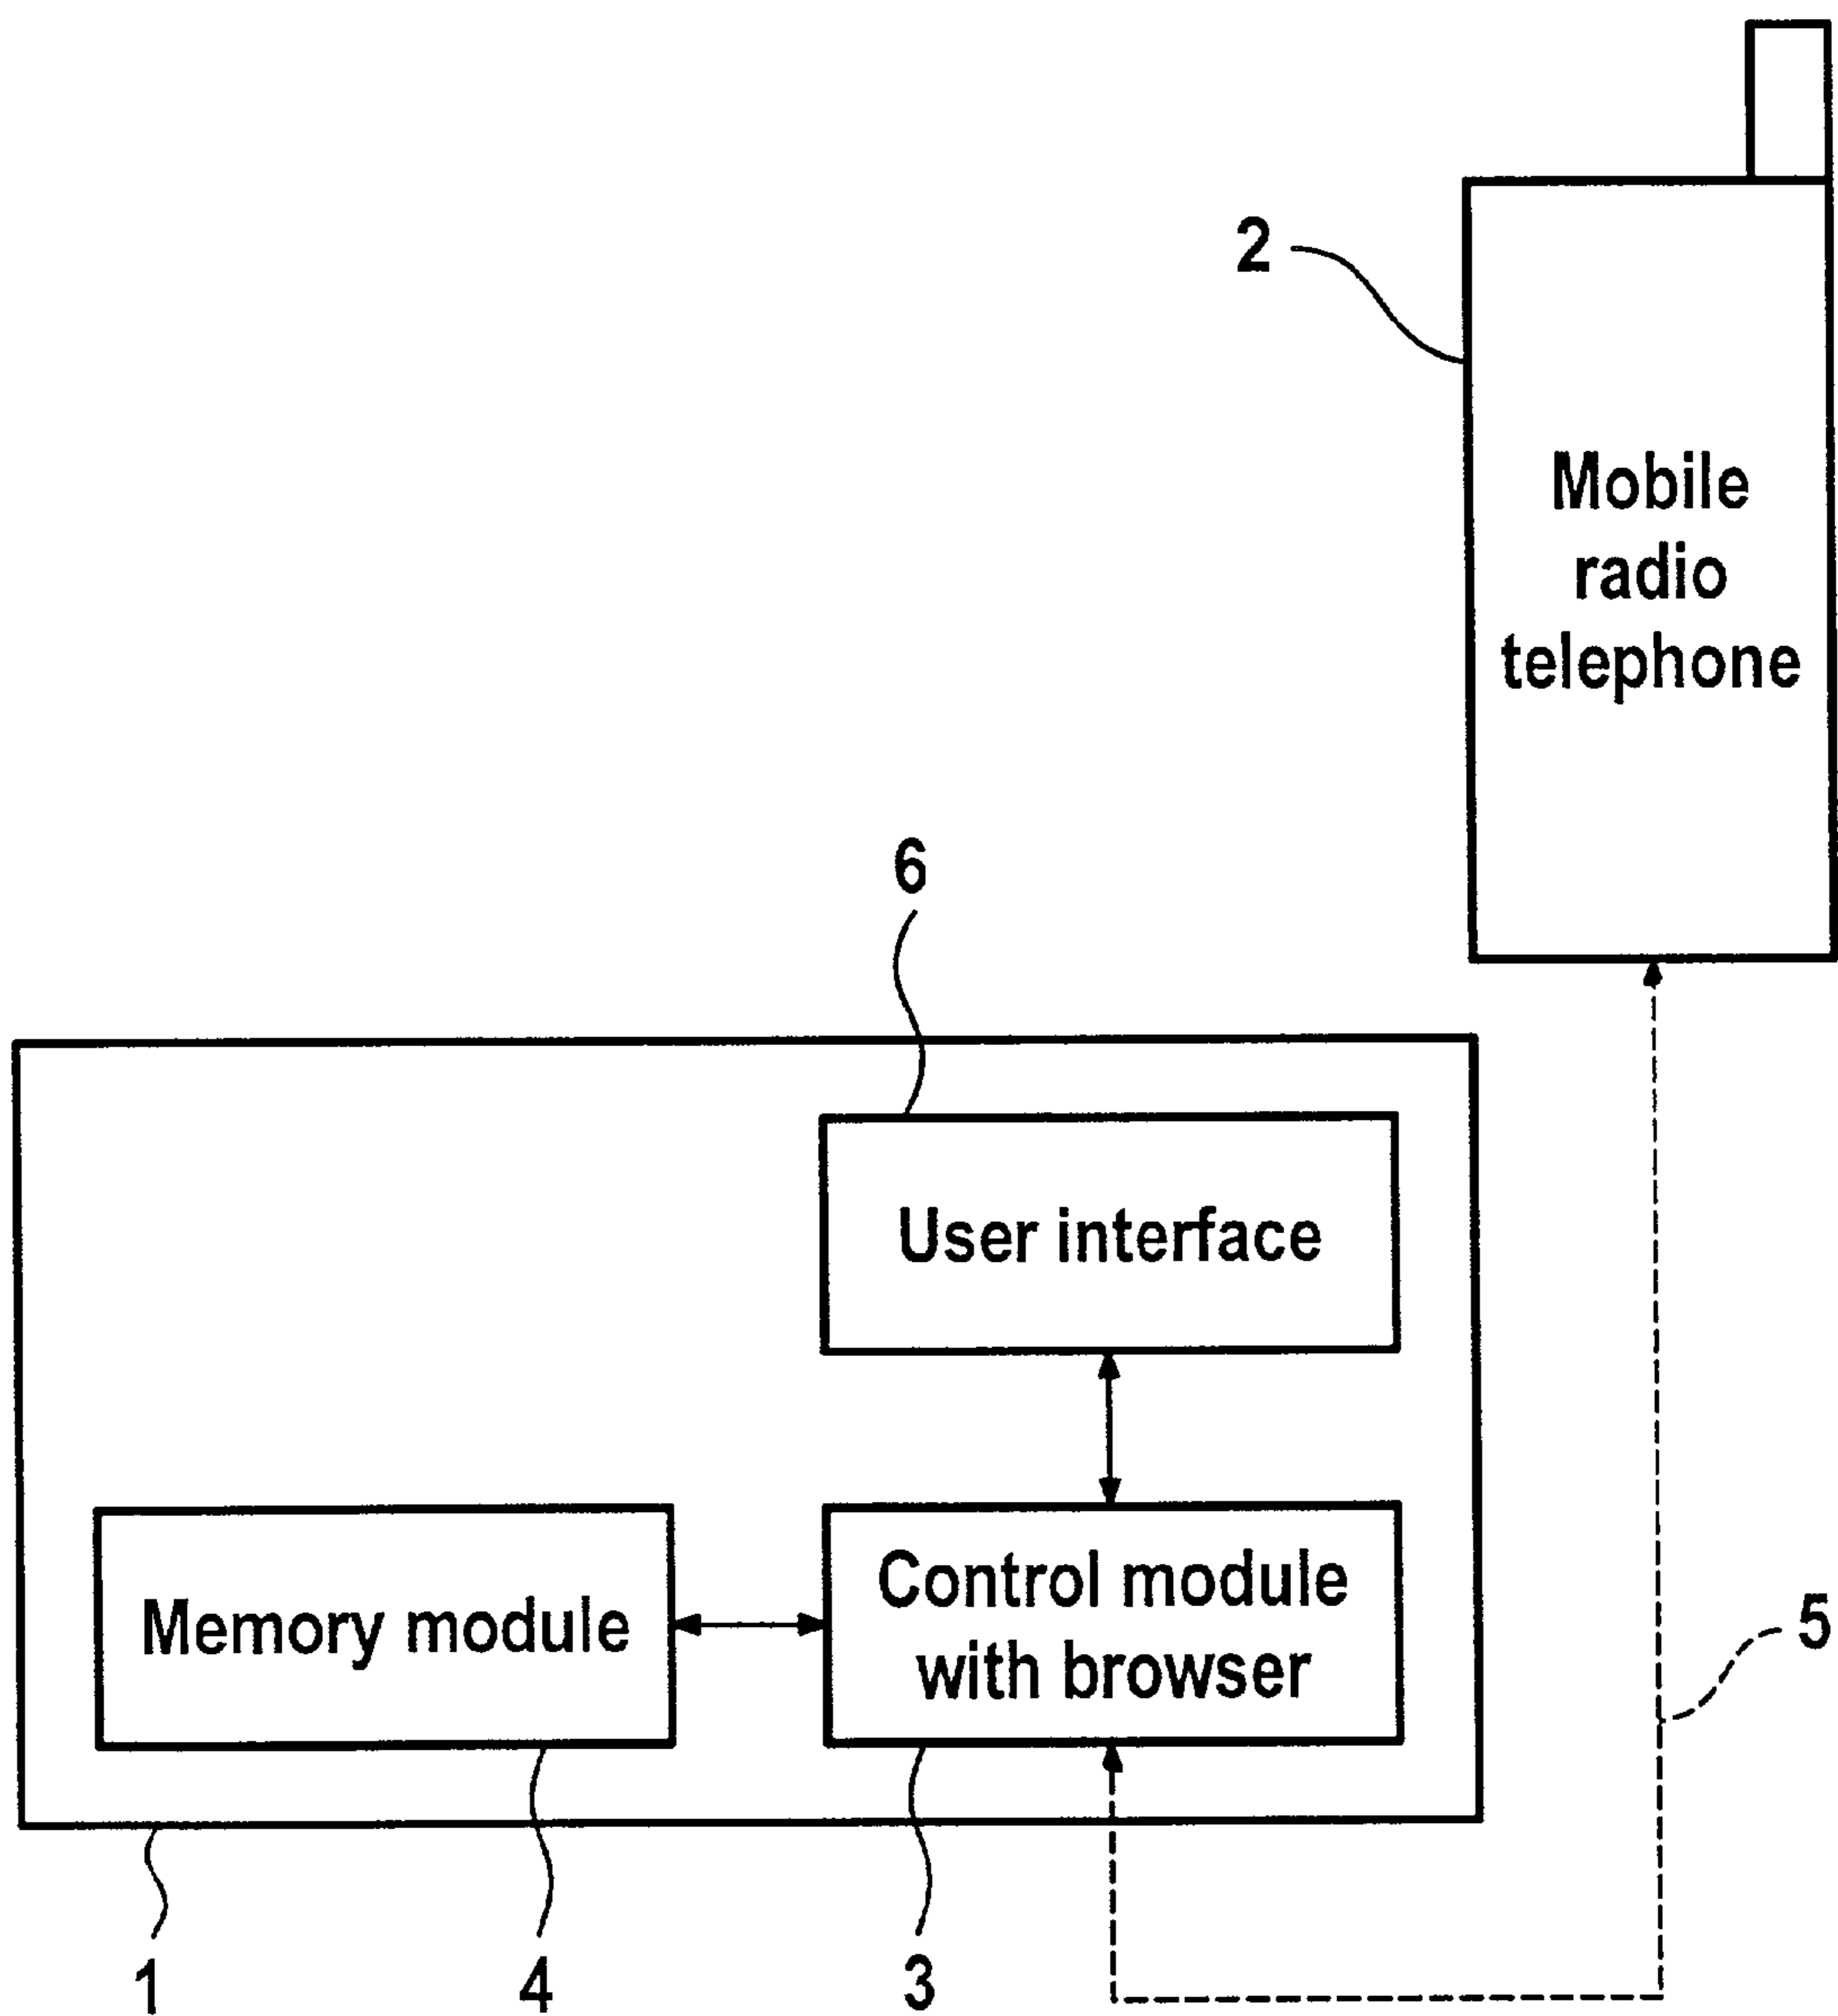 2
Mobile
radio
telephone
6
User interface
Memory module
Control module
with browser
5
1
4
3